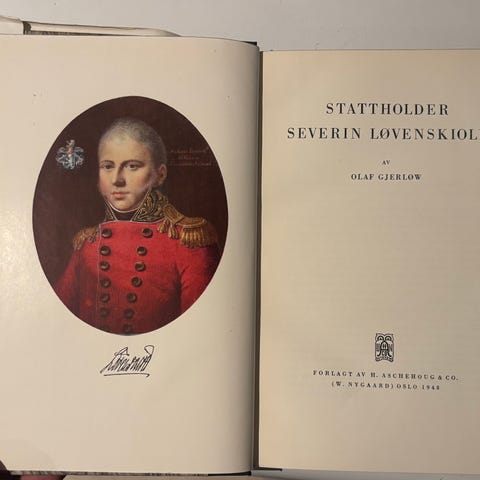 STATTHOLDER
SEVERIN LØVENSKIOL
AV
OLAF GJERLØW
FORLAGT AV H. ASCHEHOUG & CO.
(W. NYGAARD) OSLO 1948